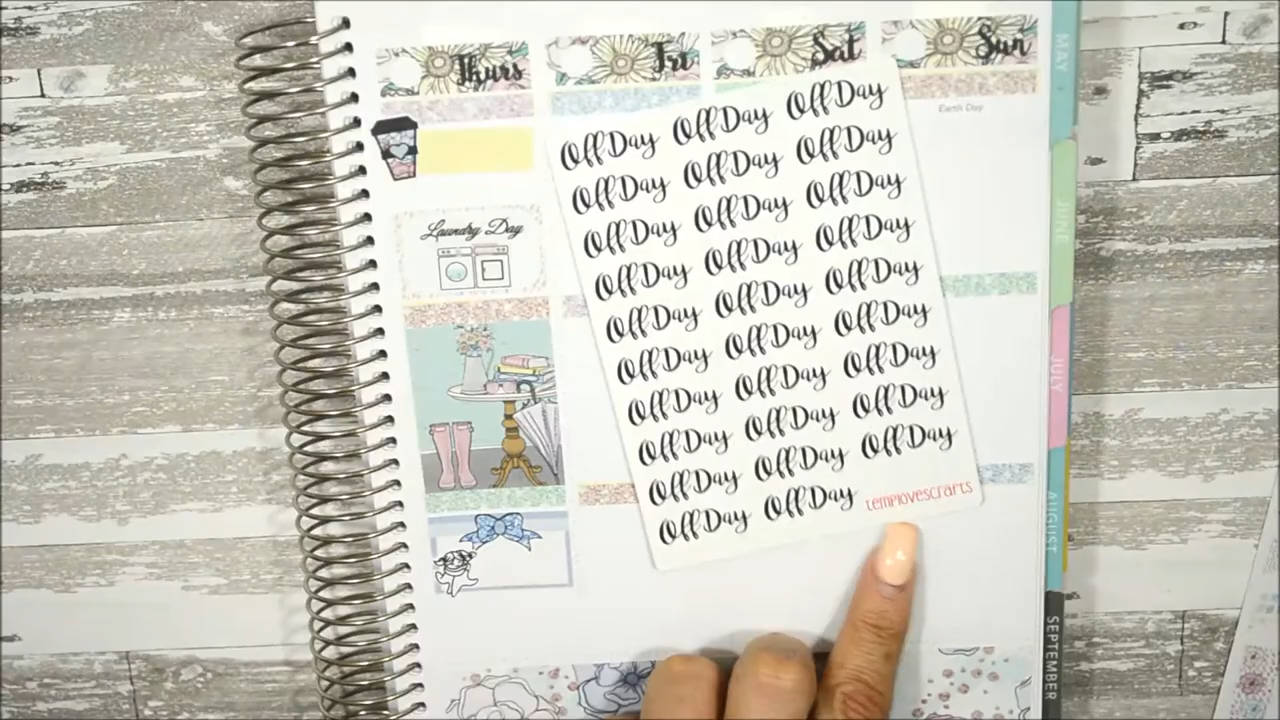 Thurs Fri Sat Sun
Earth Day
Laundry Day
Off Day Off Day Off Day
Off Day Off Day Off Day
Off Day Off Day Off Day
Off Day Off Day Off Day
Off Day Off Day Off Day
Off Day Off Day Off Day
Off Day Off Day Off Day
Off Day Off Day Off Day
Off Day Off Day Off Day
Off Day Off Day templovescrafts
MAY
JUNE
JULY
AUGUST
SEPTEMBER